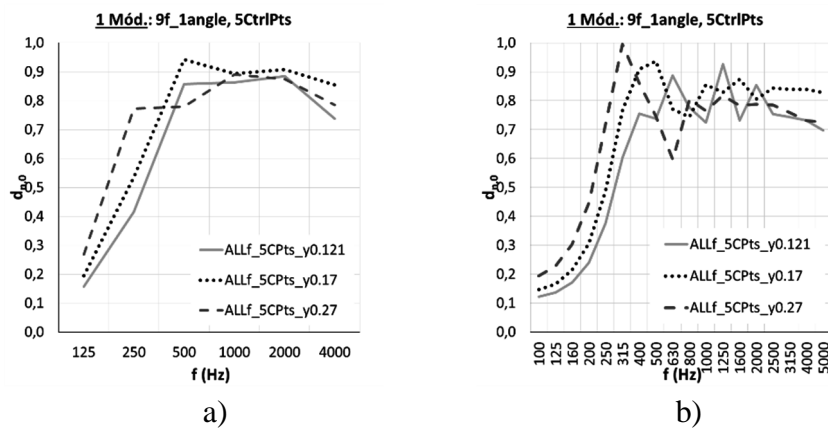 1 Mód.: 9f_1angle, 5CtrlPts
1,0
0,9
0,8
0,7
0,6
0,5
0,4
0,3
0,2
0,1
0,0
dn,0
ALLf_5CPts_y0.121
ALLf_5CPts_y0.17
ALLf_5CPts_y0.27
125 250 500 1000 2000 4000
f (Hz)
a)
1 Mód.: 9f_1angle, 5CtrlPts
1,0
0,9
0,8
0,7
0,6
0,5
0,4
0,3
0,2
0,1
0,0
dn,0
ALLf_5CPts_y0.121
ALLf_5CPts_y0.17
ALLf_5CPts_y0.27
100 125 160 200 250 315 400 500 630 800 1000 1250 1600 2000 2500 3150 4000 5000
f (Hz)
b)